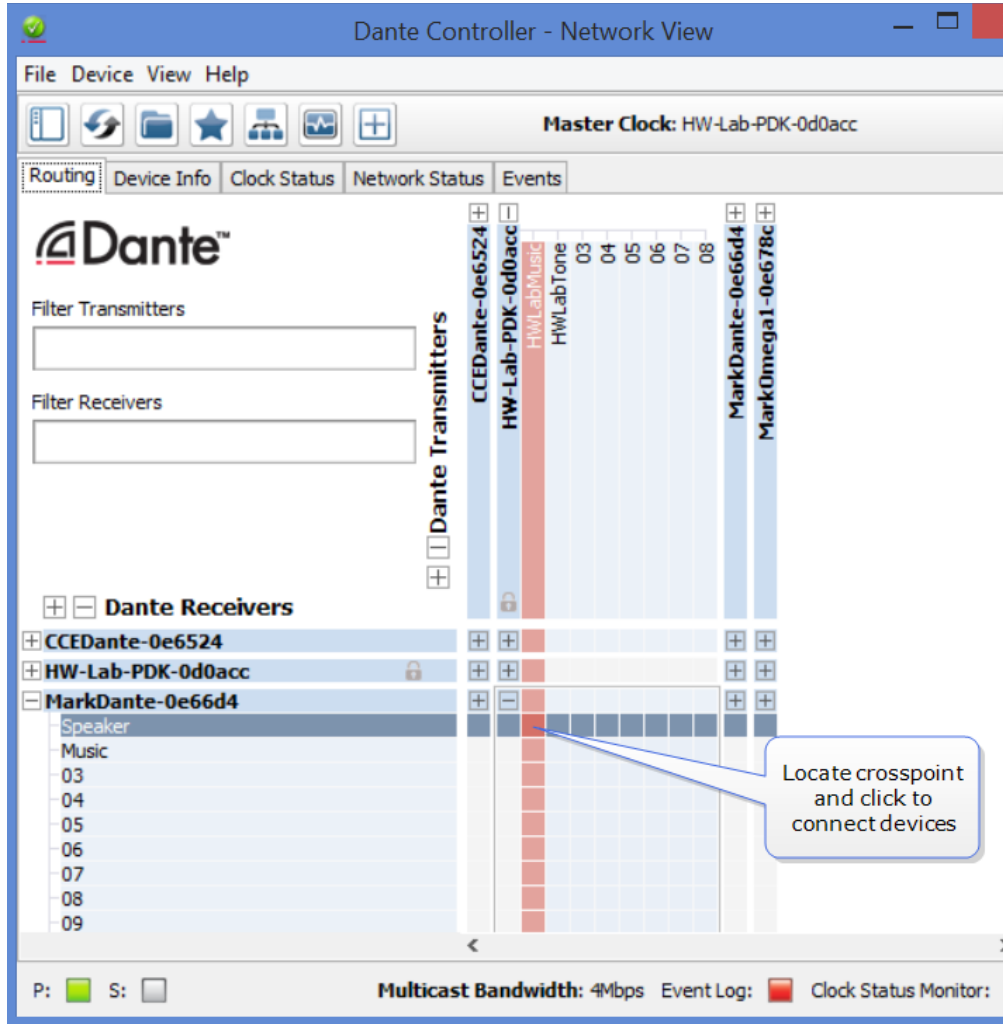 Dante Controller - Network View
File Device View Help
Master Clock: HW-Lab-PDK-0d0acc
Routing Device Info Clock Status Network Status Events
Dante™
Filter Transmitters
Filter Receivers
Dante Transmitters
CCEDante-0e6524
HW-Lab-PDK-0d0acc
HWLabMusic
HWLabTone
03
04
05
06
07
08
MarkDante-0e66d4
MarkOmega1-0e678c
Dante Receivers
CCEDante-0e6524
HW-Lab-PDK-0d0acc
MarkDante-0e66d4
Speaker
Music
03
04
05
06
07
08
09
Locate crosspoint
and click to
connect devices
P: S: Multicast Bandwidth: 4Mbps Event Log: Clock Status Monitor: